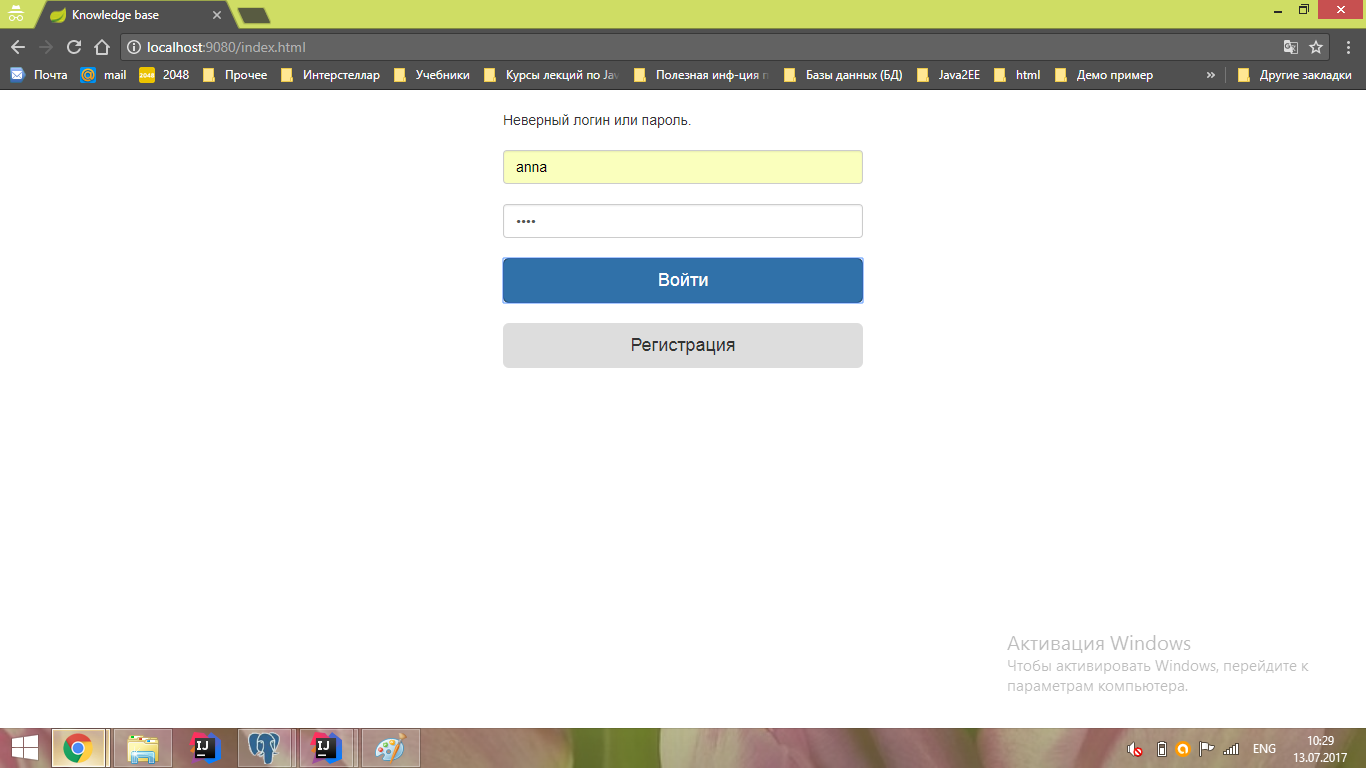 Knowledge base
localhost:9080/index.html
Почта mail 2048 Прочее Интерстеллар Учебники Курсы лекций по Jav Полезная инф-ция п Базы данных (БД) Java2EE html Демо пример » Другие закладки
Неверный логин или пароль.
anna
••••
Войти
Регистрация
Активация Windows
Чтобы активировать Windows, перейдите к
параметрам компьютера.
ENG
10:29
13.07.2017